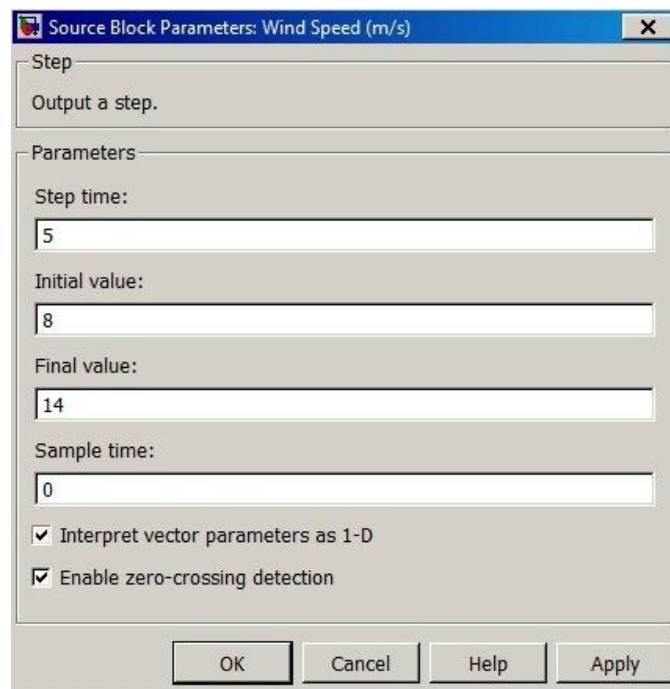 Source Block Parameters: Wind Speed (m/s)
Step
Output a step.
Parameters
Step time:
5
Initial value:
8
Final value:
14
Sample time:
0
Interpret vector parameters as 1-D
Enable zero-crossing detection
OK Cancel Help Apply